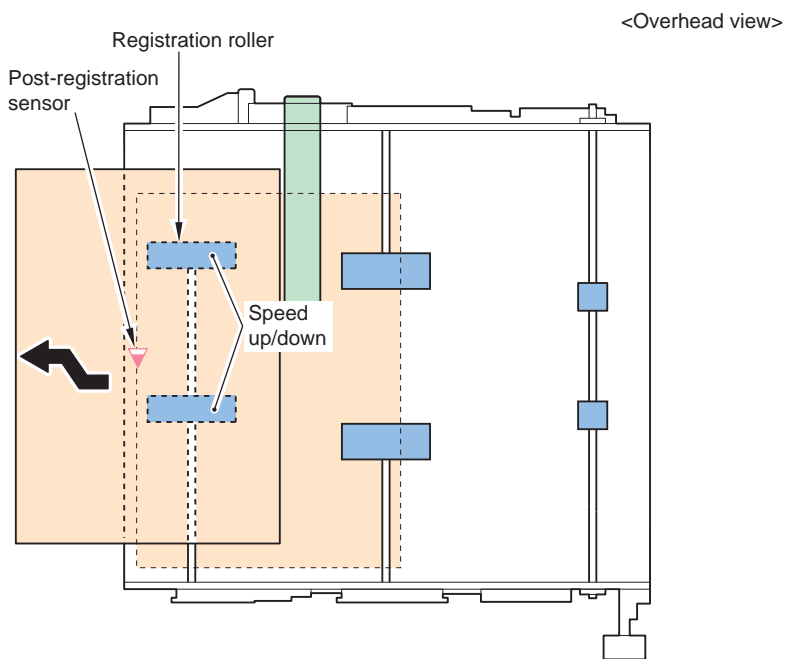 <Overhead view>
Registration roller
Post-registration
sensor
Speed
up/down